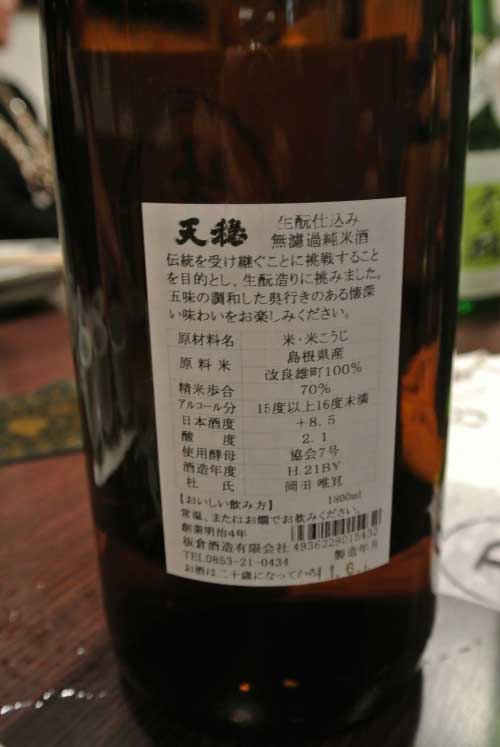 天穏
生酛仕込み
無濾過純米酒
伝統を受け継ぐことに挑戦すること
を目的とし、生酛造りに挑みました。
五味の調和した奥行きのある懐深
い味わいをお楽しみください。
原材料名 米・米こうじ
原料米 島根県産
改良雄町100%
精米歩合 70%
アルコール分 15度以上16度未満
日本酒度 +8.5
酸度 2.1
使用酵母 協会7号
酒造年度 H.21BY
杜氏 岡田 唯寛
【おいしい飲み方】 1800ml
常温、またはお燗でお飲みください。
創業明治4年
板倉酒造有限会社 4936229015432
TEL0853-21-0434 製造年月
お酒は二十歳になってから